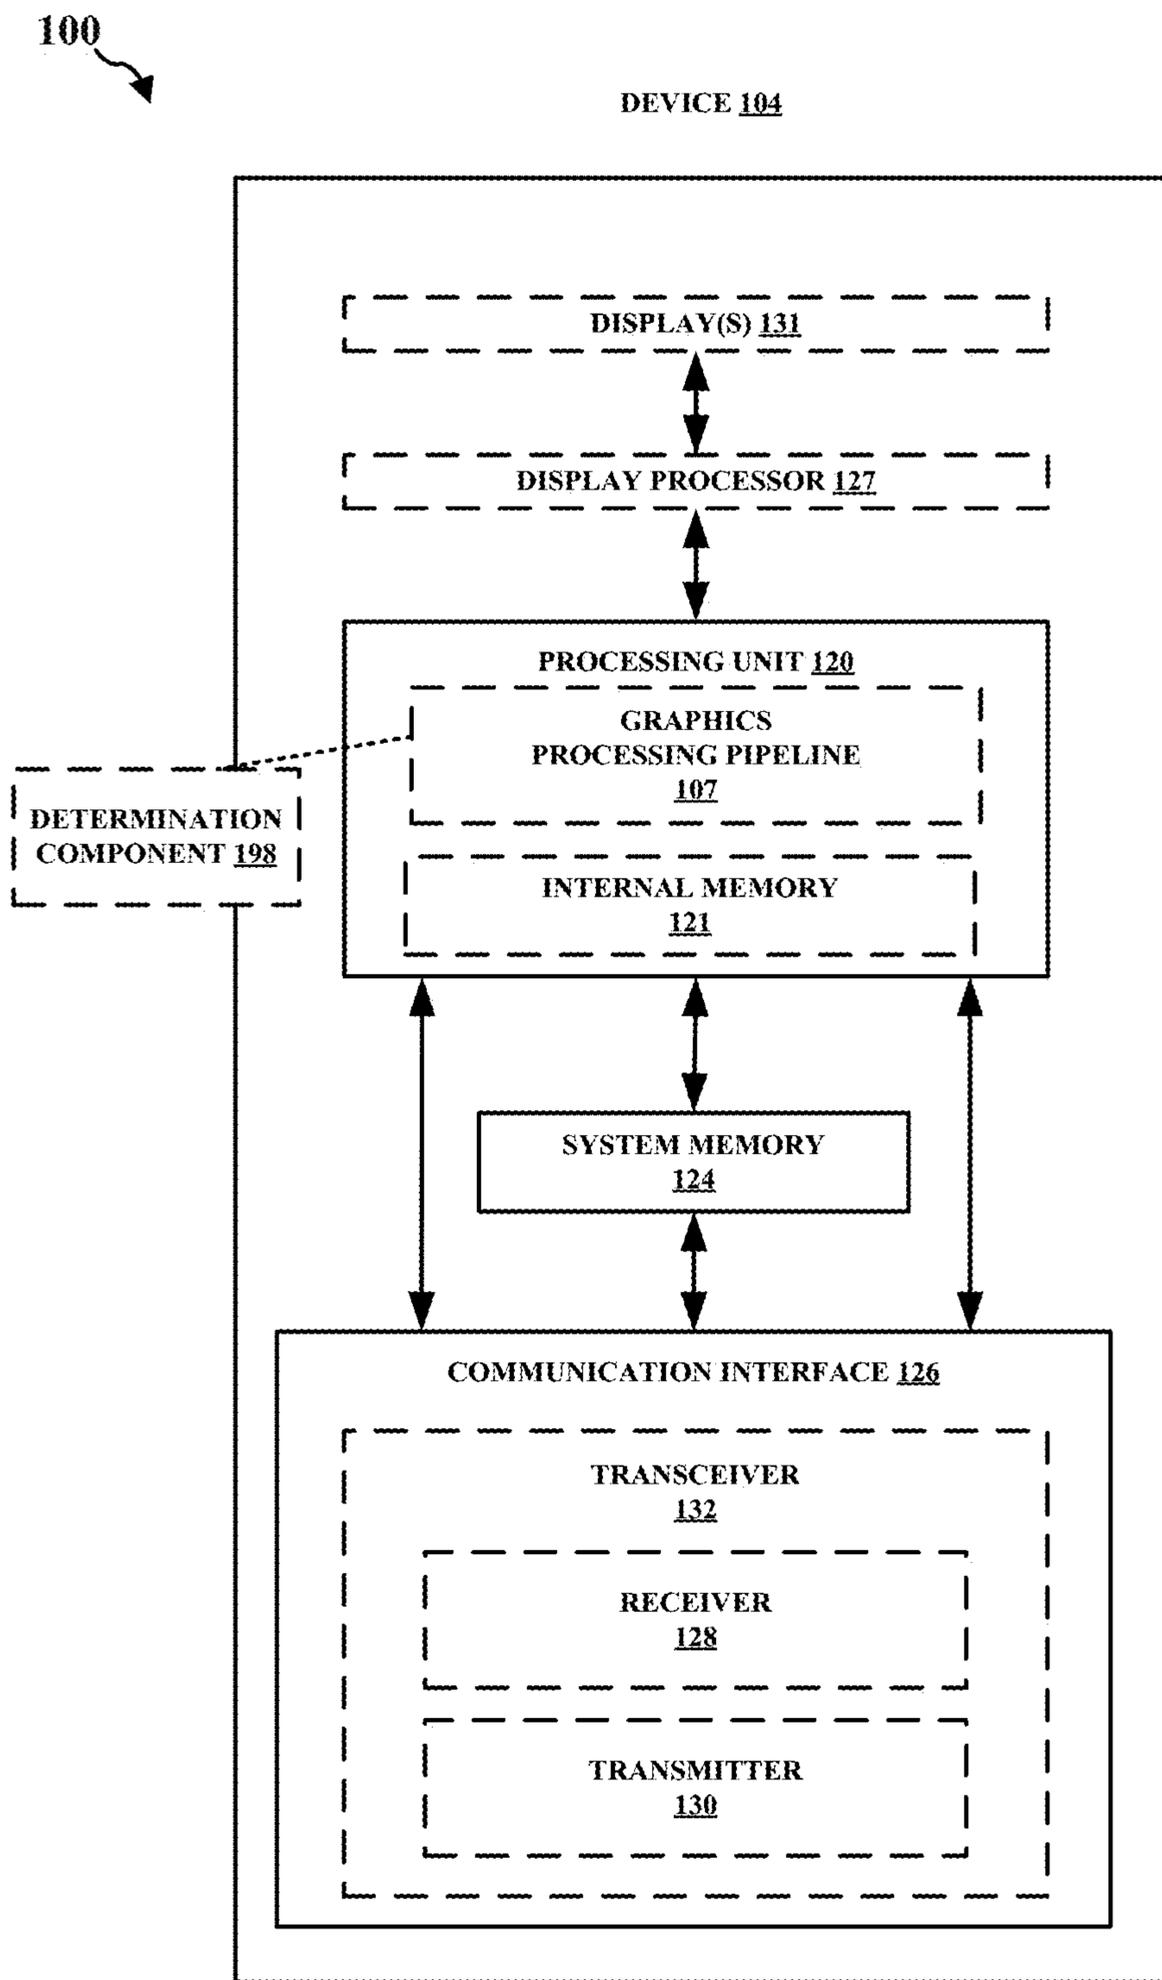 100
DEVICE 104
DISPLAY(S) 131
DISPLAY PROCESSOR 127
PROCESSING UNIT 120
GRAPHICS
PROCESSING PIPELINE
107
DETERMINATION
COMPONENT 198
INTERNAL MEMORY
121
SYSTEM MEMORY
124
COMMUNICATION INTERFACE 126
TRANSCEIVER
132
RECEIVER
128
TRANSMITTER
130